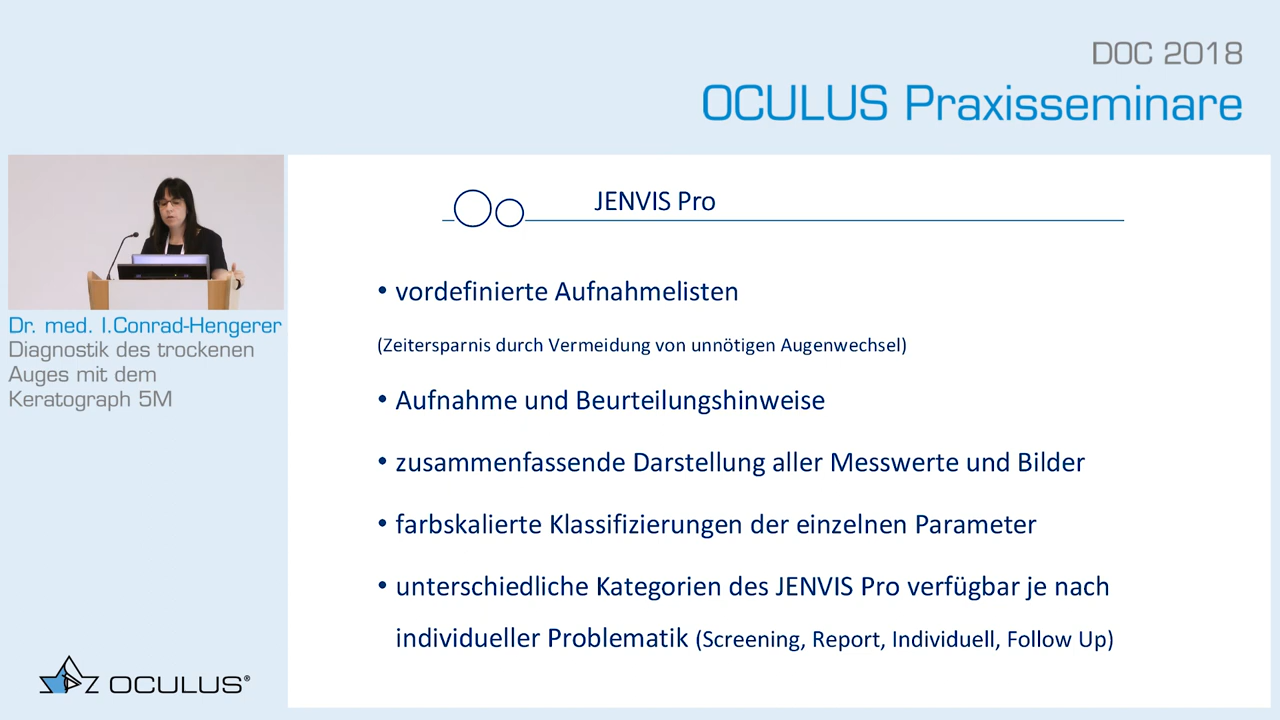 DOC 2018
OCULUS Praxisseminare
Dr. med. I.Conrad-Hengerer
Diagnostik des trockenen
Auges mit dem
Keratograph 5M
JENVIS Pro
• vordefinierte Aufnahmelisten
(Zeitersparnis durch Vermeidung von unnötigen Augenwechsel)
• Aufnahme und Beurteilungshinweise
• zusammenfassende Darstellung aller Messwerte und Bilder
• farbskalierte Klassifizierungen der einzelnen Parameter
• unterschiedliche Kategorien des JENVIS Pro verfügbar je nach
individueller Problematik (Screening, Report, Individuell, Follow Up)
OCULUS®